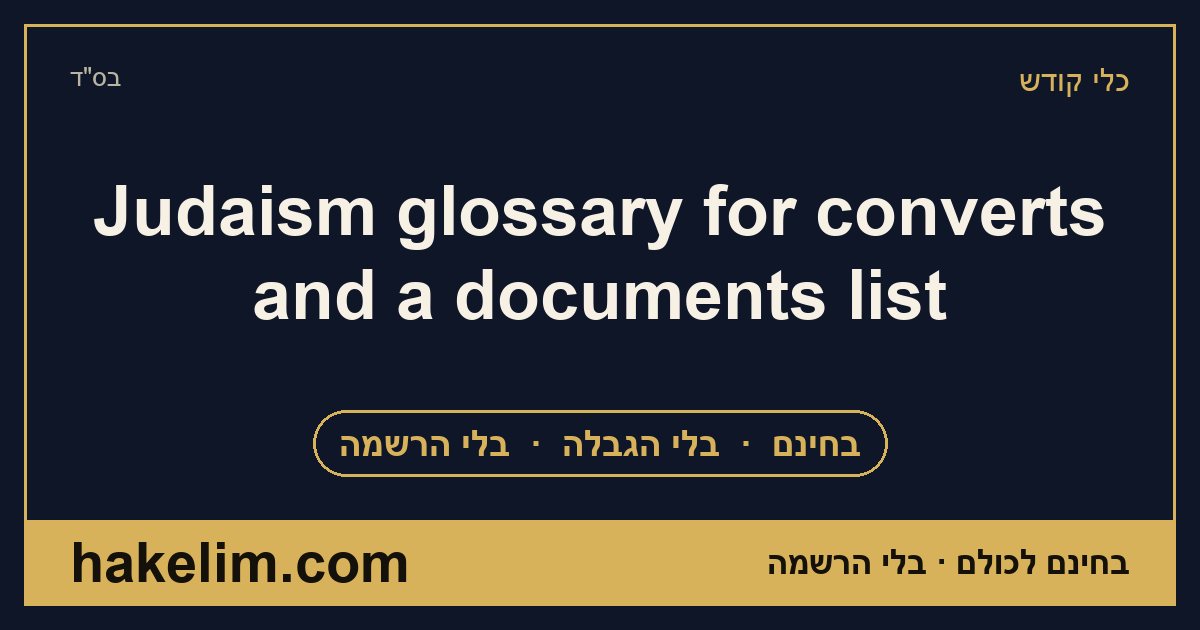 כלי קודש
בס"ד
Judaism glossary for converts
and a documents list
בחינם · בלי הגבלה · בלי הרשמה
hakelim.com
בחינם לכולם · בלי הרשמה